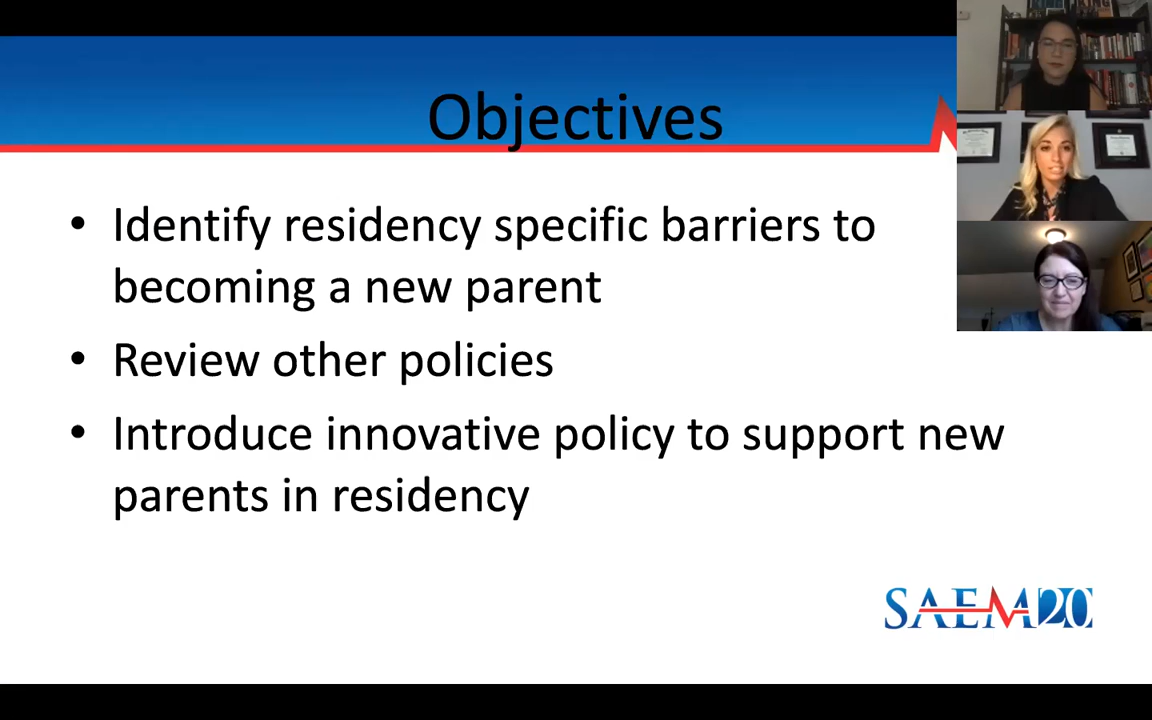 Objectives
• Identify residency specific barriers to
becoming a new parent
• Review other policies
• Introduce innovative policy to support new
parents in residency
SAEM20